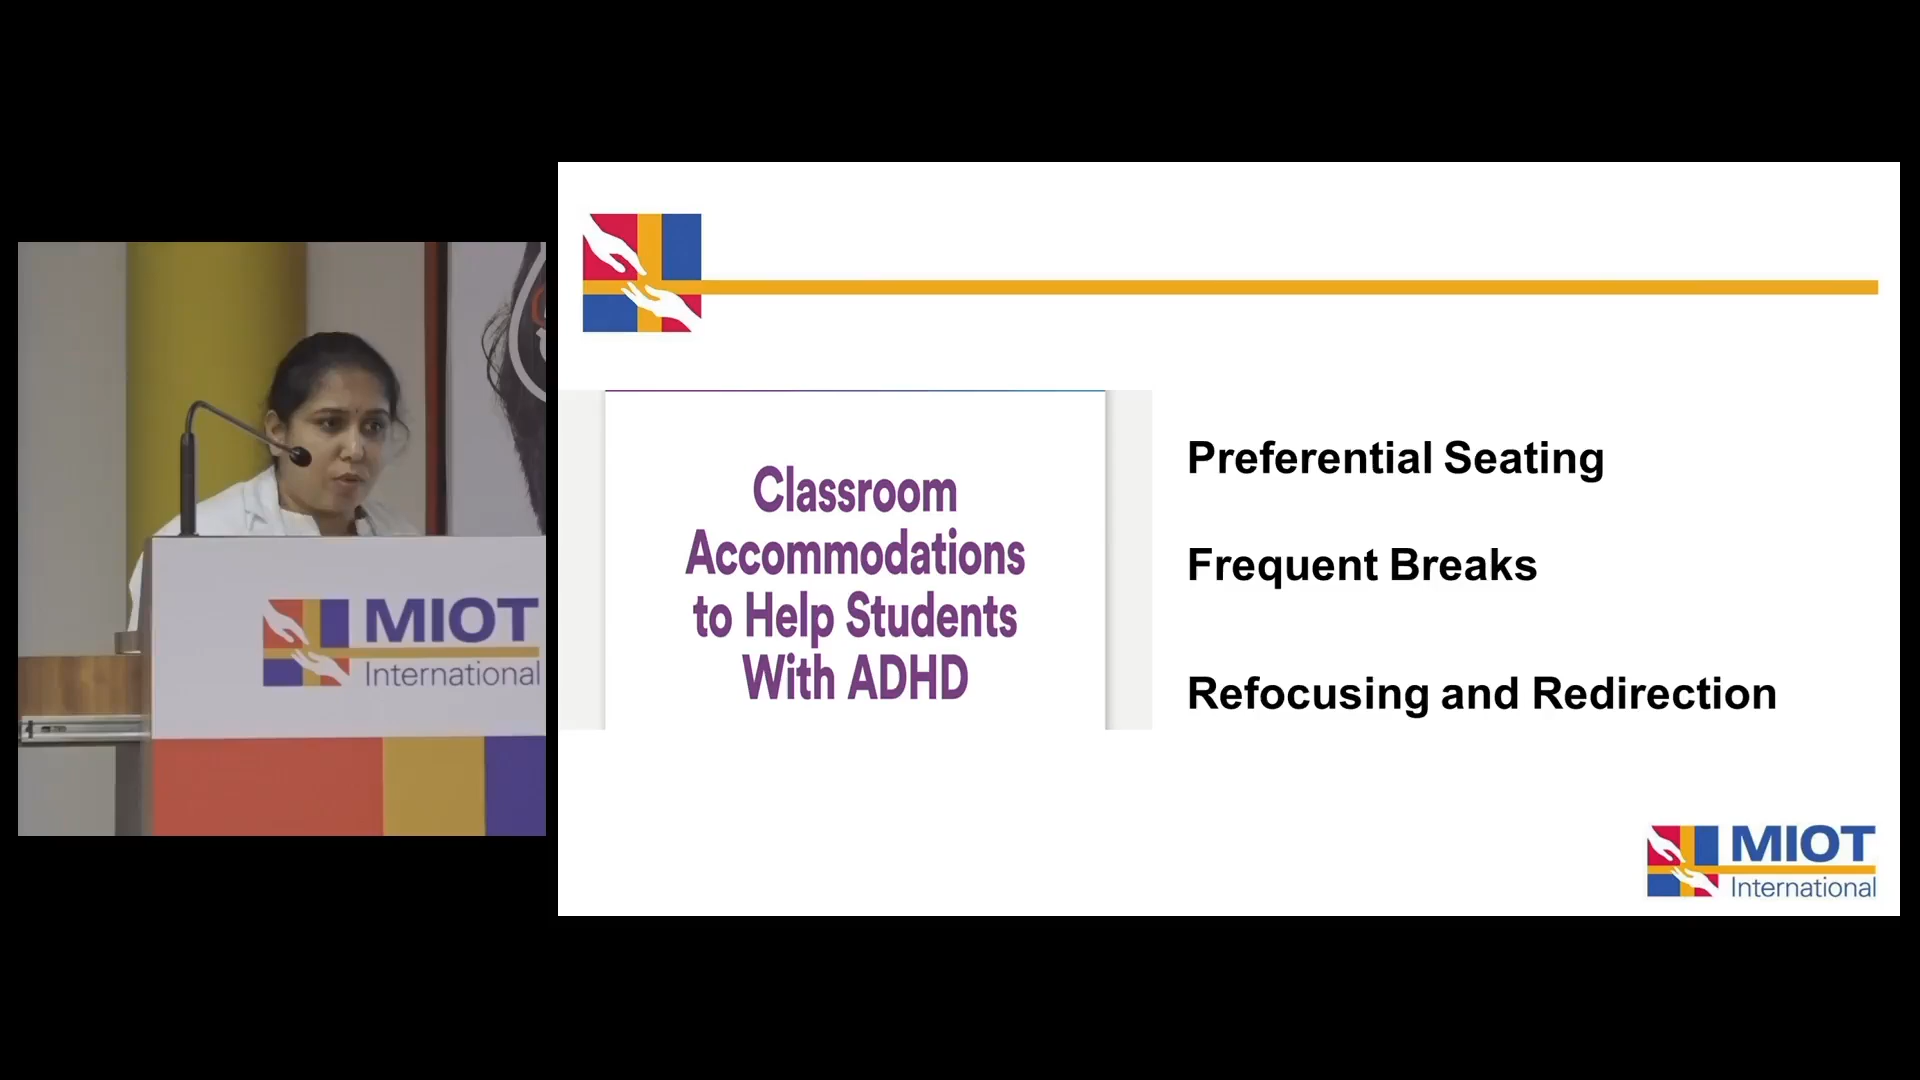 MIOT
International
Classroom
Accommodations
to Help Students
With ADHD
Preferential Seating
Frequent Breaks
Refocusing and Redirection
MIOT
International